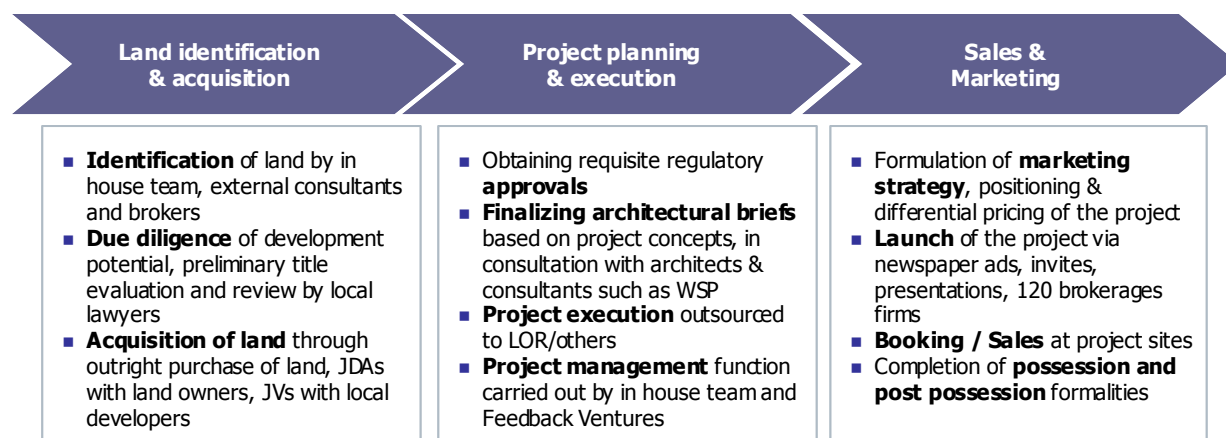 Land identification
& acquisition
Project planning
& execution
Sales &
Marketing
Identification of land by in
house team, external consultants
and brokers
Due diligence of development
potential, preliminary title
evaluation and review by local
lawyers
Acquisition of land through
outright purchase of land, JDAs
with land owners, JVs with local
developers
Obtaining requisite regulatory
approvals
Finalizing architectural briefs
based on project concepts, in
consultation with architects &
consultants such as WSP
Project execution outsourced
to LOR/others
Project management function
carried out by in house team and
Feedback Ventures
Formulation of marketing
strategy, positioning &
differential pricing of the project
Launch of the project via
newspaper ads, invites,
presentations, 120 brokerages
firms
Booking / Sales at project sites
Completion of possession and
post possession formalities